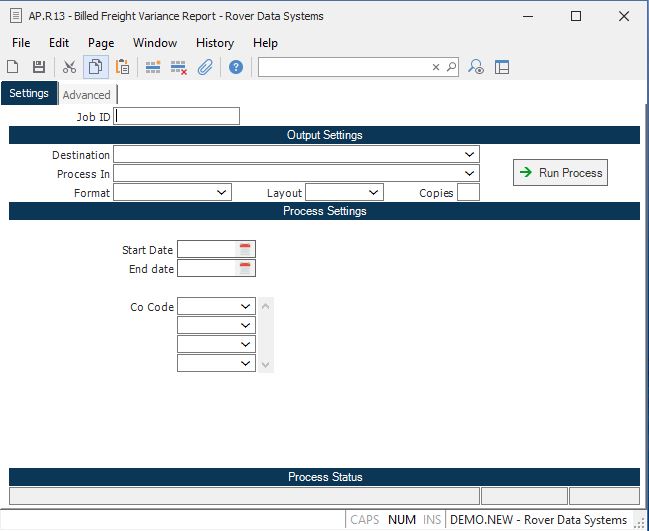 AP.R13 - Billed Freight Variance Report - Rover Data Systems
File Edit Page Window History Help
Settings Advanced
Job ID
Output Settings
Destination
Process In
Run Process
Format Layout Copies
Process Settings
Start Date
End date
Co Code
Process Status
CAPS NUM INS DEMO.NEW - Rover Data Systems